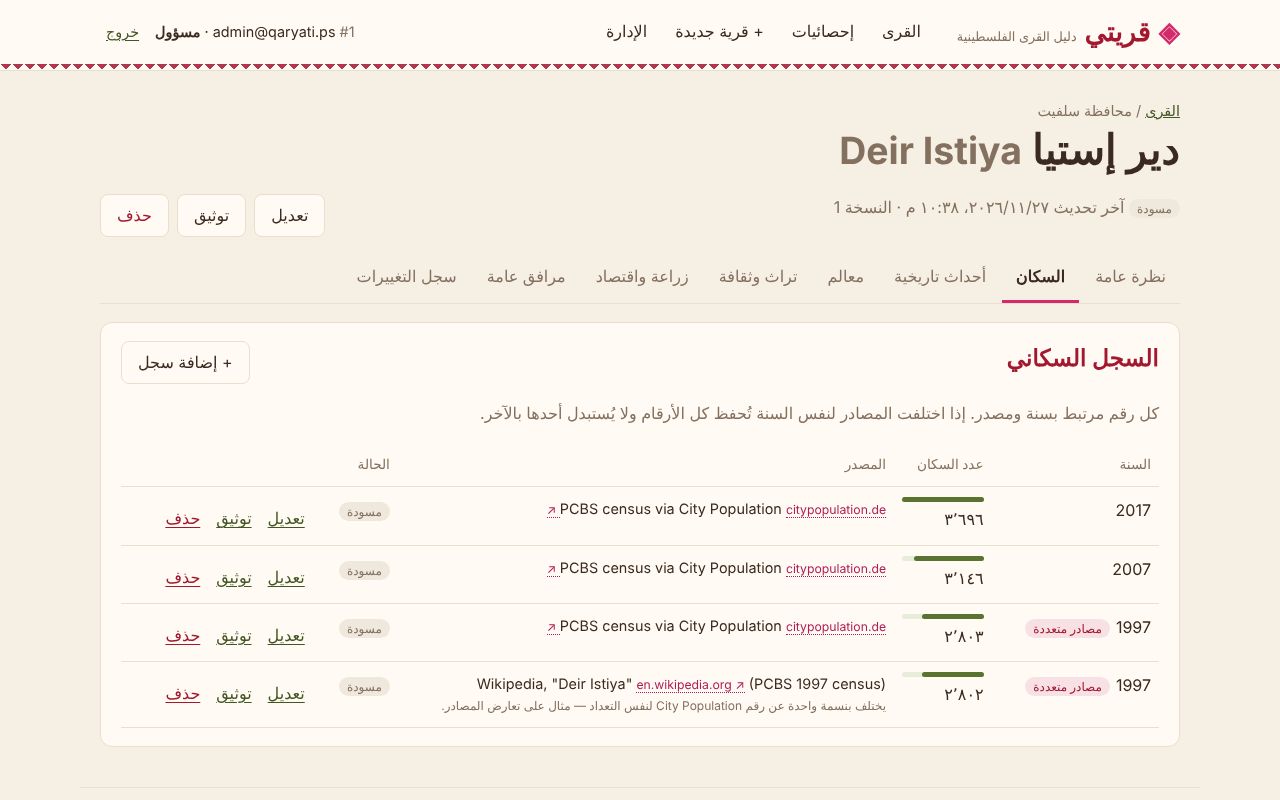 قريتي دليل القرى الفلسطينية القرى إحصائيات + قرية جديدة الإدارة #1 admin@qaryati.ps · مسؤول خروج
القرى / محافظة سلفيت
دير إستيا Deir Istiya
مسودة آخر تحديث ٢٠٢٦/١١/٢٧، ١٠:٣٨ م · النسخة 1 تعديل توثيق حذف
نظرة عامة السكان أحداث تاريخية معالم تراث وثقافة زراعة واقتصاد مرافق عامة سجل التغييرات
السجل السكاني + إضافة سجل
كل رقم مرتبط بسنة ومصدر. إذا اختلفت المصادر لنفس السنة تُحفظ كل الأرقام ولا يُستبدل أحدها بالآخر.
السنة عدد السكان المصدر الحالة
2017 ٣٬٦٩٦ PCBS census via City Population citypopulation.de ↗ مسودة تعديل توثيق حذف
2007 ٣٬١٤٦ PCBS census via City Population citypopulation.de ↗ مسودة تعديل توثيق حذف
1997 مصادر متعددة ٢٬٨٠٣ PCBS census via City Population citypopulation.de ↗ مسودة تعديل توثيق حذف
1997 مصادر متعددة ٢٬٨٠٢ Wikipedia, "Deir Istiya" en.wikipedia.org ↗ (PCBS 1997 census) مسودة تعديل توثيق حذف
يختلف بنسمة واحدة عن رقم City Population لنفس التعداد — مثال على تعارض المصادر.